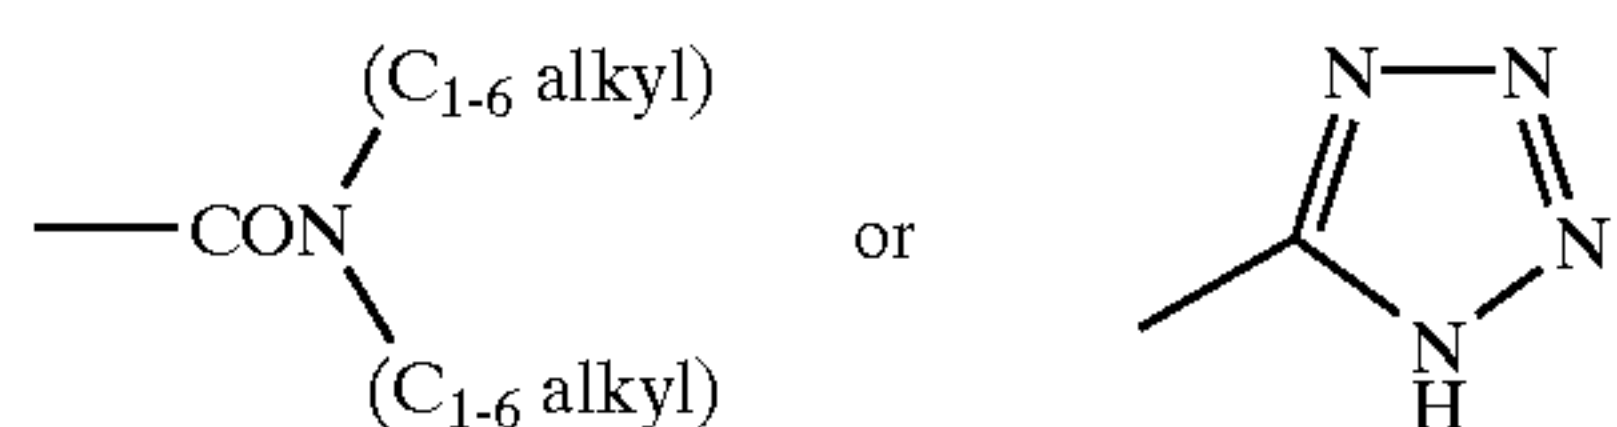 (C1-6 alkyl)
N N
CON or N
N
H
(C1-6 alkyl)